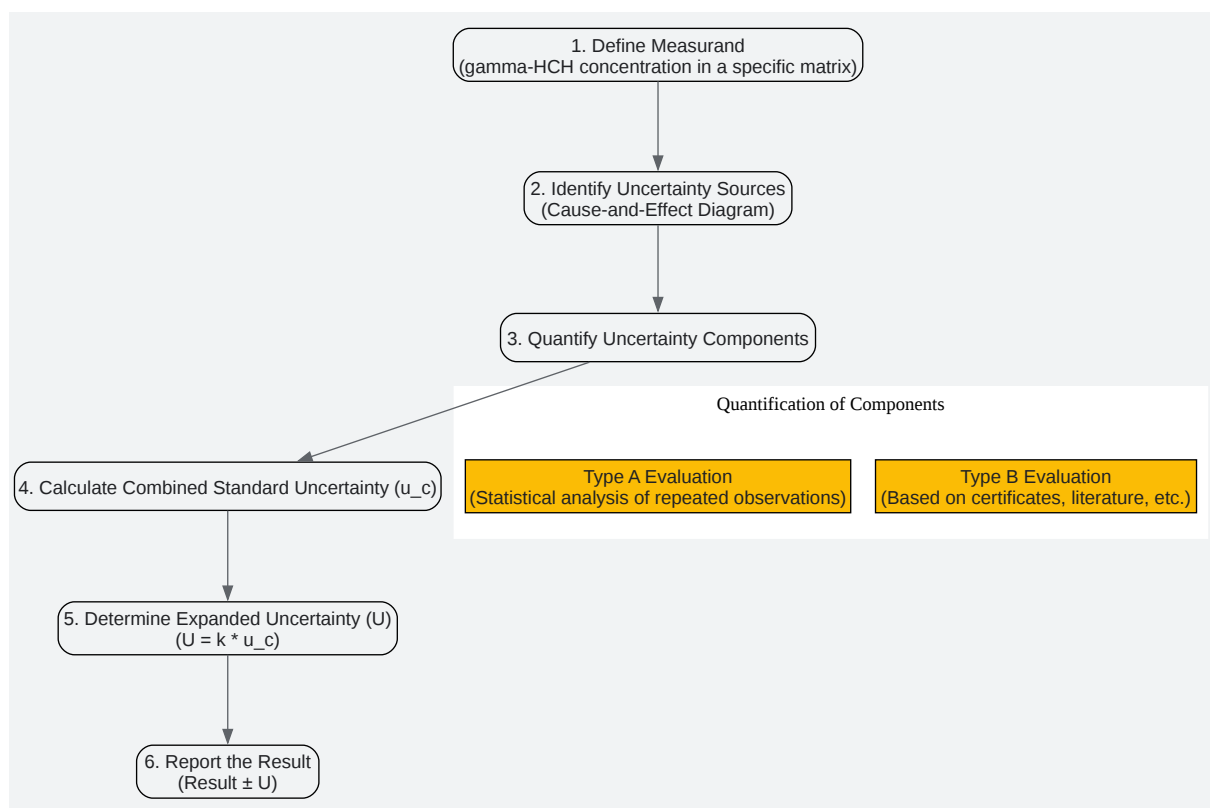 1. Define Measurand
(gamma-HCH concentration in a specific matrix)
2. Identify Uncertainty Sources
(Cause-and-Effect Diagram)
3. Quantify Uncertainty Components
Quantification of Components
4. Calculate Combined Standard Uncertainty (u_c)
Type A Evaluation
(Statistical analysis of repeated observations)
Type B Evaluation
(Based on certificates, literature, etc.)
5. Determine Expanded Uncertainty (U)
(U = k * u_c)
6. Report the Result
(Result ± U)